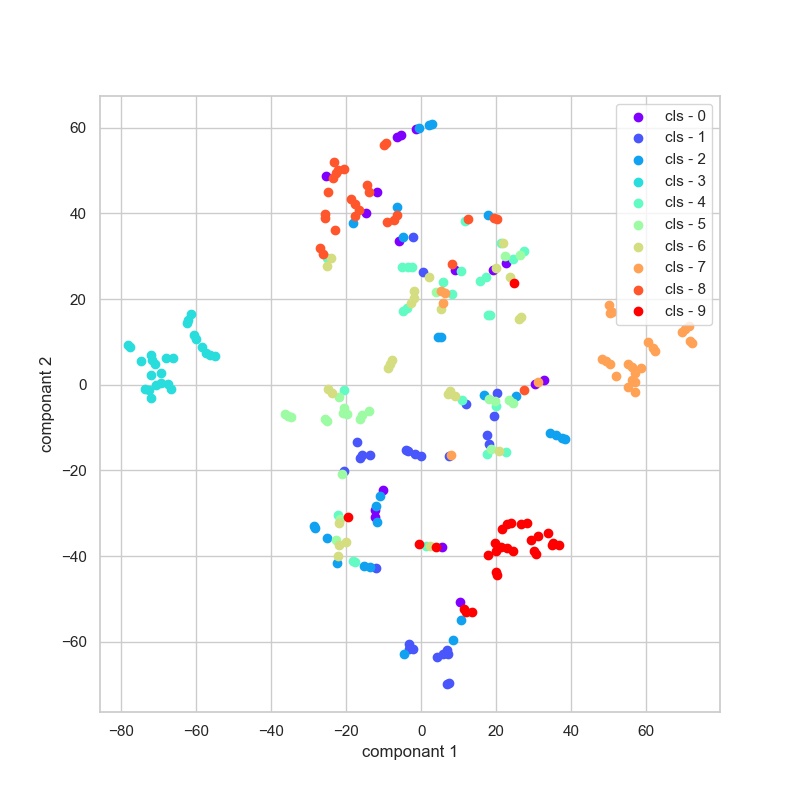 60
40
20
0
−20
−40
−60
componant 2
−80
−60
−40
−20
0
20
40
60
componant 1
cls - 0
cls - 1
cls - 2
cls - 3
cls - 4
cls - 5
cls - 6
cls - 7
cls - 8
cls - 9